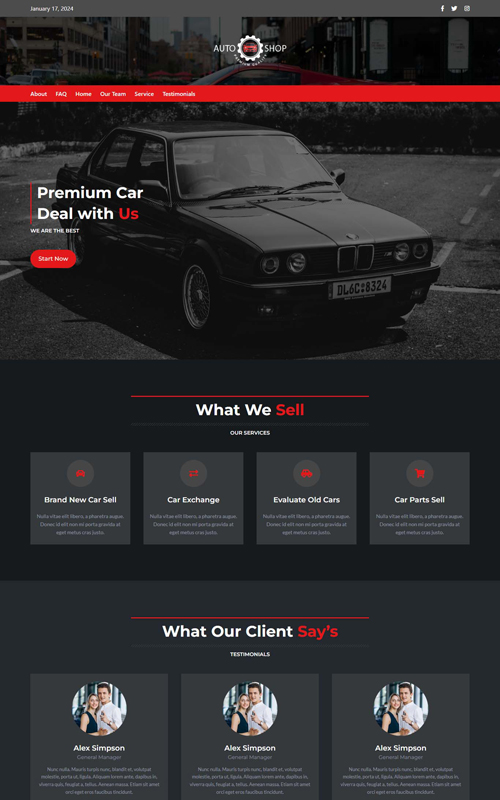 January 17, 2024
AUTO SHOP
PREMIUM QUALITY
About FAQ Home Our Team Service Testimonials
Premium Car
Deal with Us
WE ARE THE BEST
Start Now
DL6C 8324
What We Sell
OUR SERVICES
Brand New Car Sell
Nulla vitae elit libero, a pharetra augue.
Donec id elit non mi porta gravida at
eget metus cras justo.
Car Exchange
Nulla vitae elit libero, a pharetra augue.
Donec id elit non mi porta gravida at
eget metus cras justo.
Evaluate Old Cars
Nulla vitae elit libero, a pharetra augue.
Donec id elit non mi porta gravida at
eget metus cras justo.
Car Parts Sell
Nulla vitae elit libero, a pharetra augue.
Donec id elit non mi porta gravida at
eget metus cras justo.
What Our Client Say's
TESTIMONIALS
Alex Simpson
General Manager
Nunc nulla. Mauris turpis nunc, blandit et, volutpat
molestie, porta ut, ligula. Aliquam lorem ante, dapibus in,
viverra quis, feugiat a, tellus. Aenean massa. Etiam sit amet
orci eget eros faucibus tincidunt.
Alex Simpson
General Manager
Nunc nulla. Mauris turpis nunc, blandit et, volutpat
molestie, porta ut, ligula. Aliquam lorem ante, dapibus in,
viverra quis, feugiat a, tellus. Aenean massa. Etiam sit amet
orci eget eros faucibus tincidunt.
Alex Simpson
General Manager
Nunc nulla. Mauris turpis nunc, blandit et, volutpat
molestie, porta ut, ligula. Aliquam lorem ante, dapibus in,
viverra quis, feugiat a, tellus. Aenean massa. Etiam sit amet
orci eget eros faucibus tincidunt.